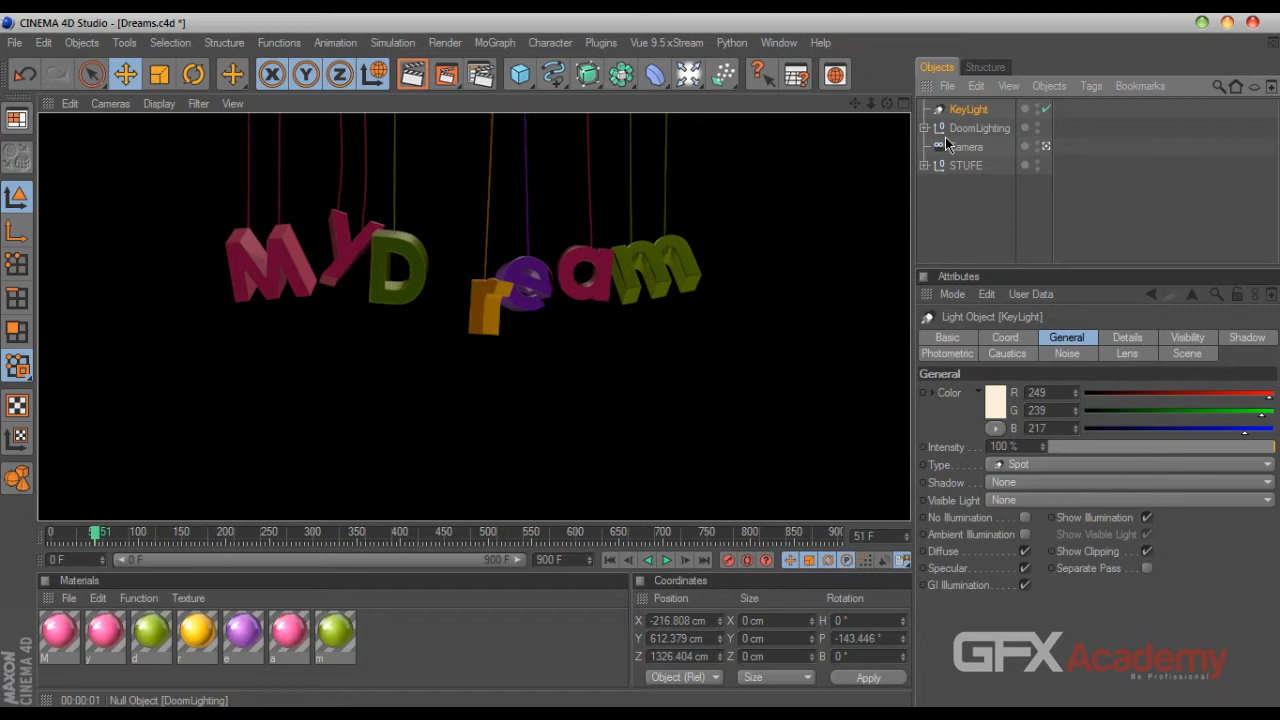 CINEMA 4D Studio - [Dreams.c4d *]
File Edit Objects Tools Selection Structure Functions Animation Simulation Render MoGraph Character Plugins Vue 9.5 xStream Python Window Help
Objects Structure
File Edit View Objects Tags Bookmarks
Edit Cameras Display Filter View
KeyLight
DoomLighting
STUFE
My Dream
Attributes
Mode Edit User Data
Light Object [KeyLight]
Basic Coord. General Details Visibility Shadow
Photometric Caustics Noise Lens Scene
General
Color R 249
G 239
B 217
Intensity 100 %
Type Spot
Shadow None
Visible Light None
No Illumination Show Illumination
Ambient Illumination Show Visible Light
Diffuse Show Clipping
Specular Separate Pass
GI Illumination
0 51 100 150 200 250 300 350 400 450 500 550 600 650 700 750 800 850 90 51 F
0 F 0 F 900 F 900 F
Materials
File Edit Function Texture
M y d r e a m
Coordinates
Position Size Rotation
X -216.808 cm X 0 cm H 0 °
Y 612.379 cm Y 0 cm P -143.446 °
Z 1326.404 cm Z 0 cm B 0 °
Object (Rel) Size Apply
GFXAcademy
Be Profissional
MAXON CINEMA 4D
00:00:01 Null Object [DoomLighting]